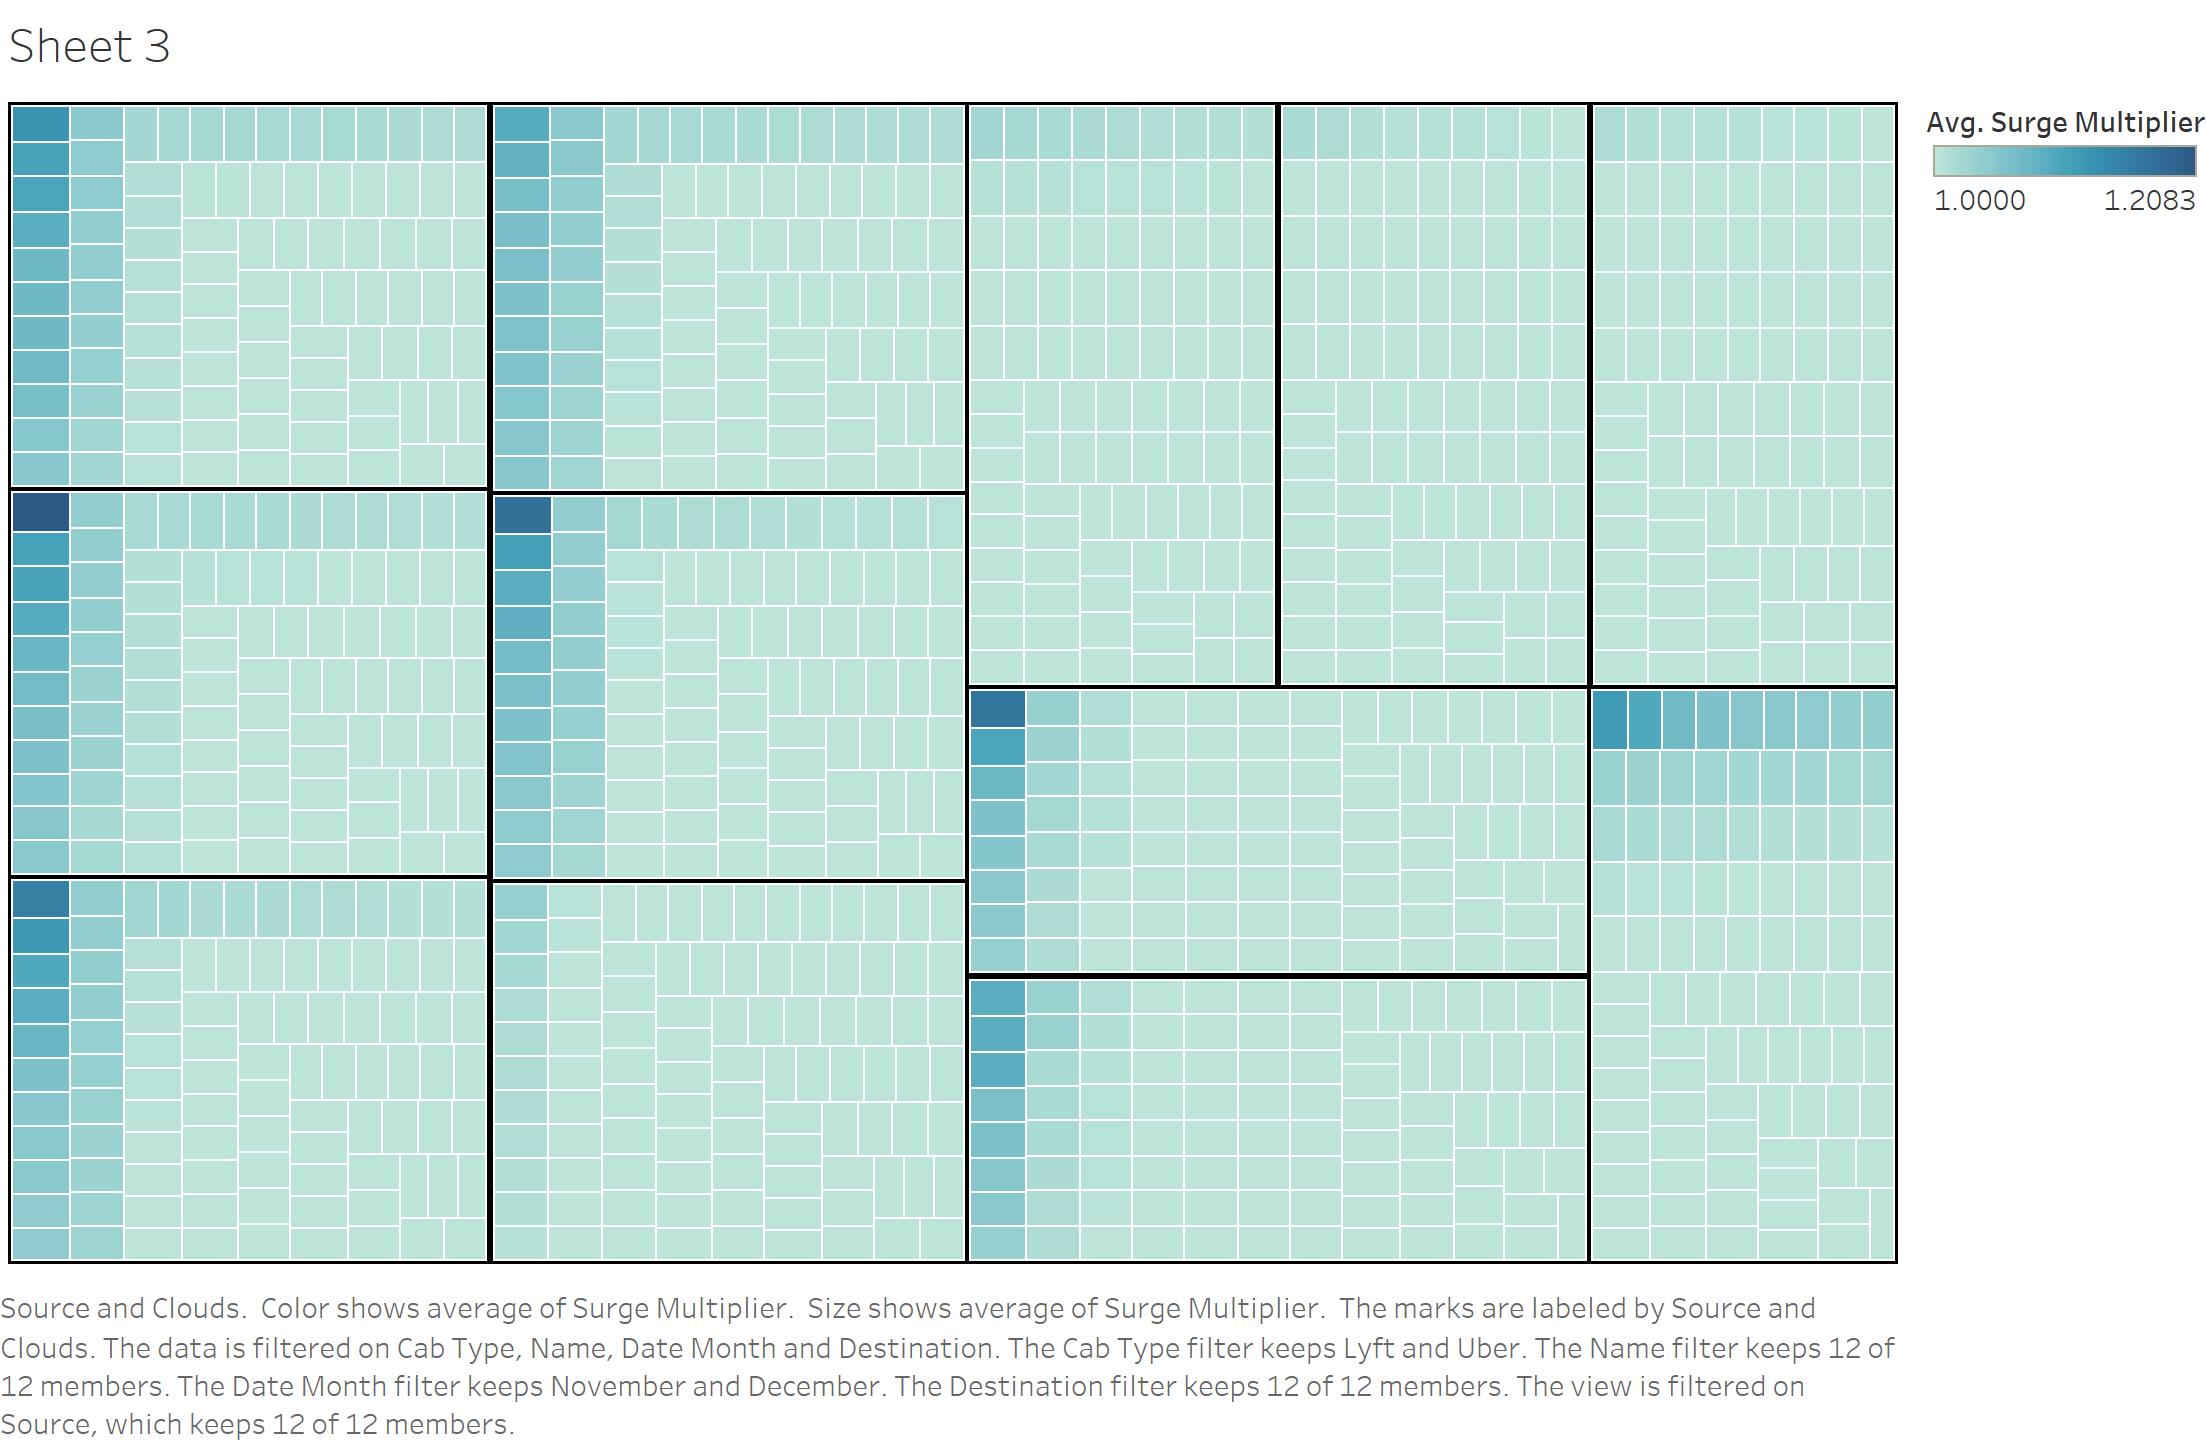 Sheet 3
Avg. Surge Multiplier
1.0000 1.2083
Source and Clouds.  Color shows average of Surge Multiplier.  Size shows average of Surge Multiplier.  The marks are labeled by Source and
Clouds. The data is filtered on Cab Type, Name, Date Month and Destination. The Cab Type filter keeps Lyft and Uber. The Name filter keeps 12 of
12 members. The Date Month filter keeps November and December. The Destination filter keeps 12 of 12 members. The view is filtered on
Source, which keeps 12 of 12 members.